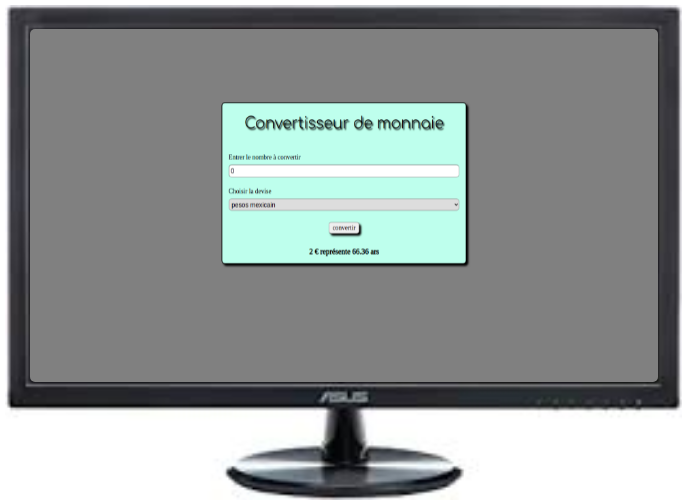 Convertisseur de monnaie
Entrer le nombre à convertir
0
Choisir la devise
pesos mexicain
convertir
2 € représente 66.36 ars
ASUS